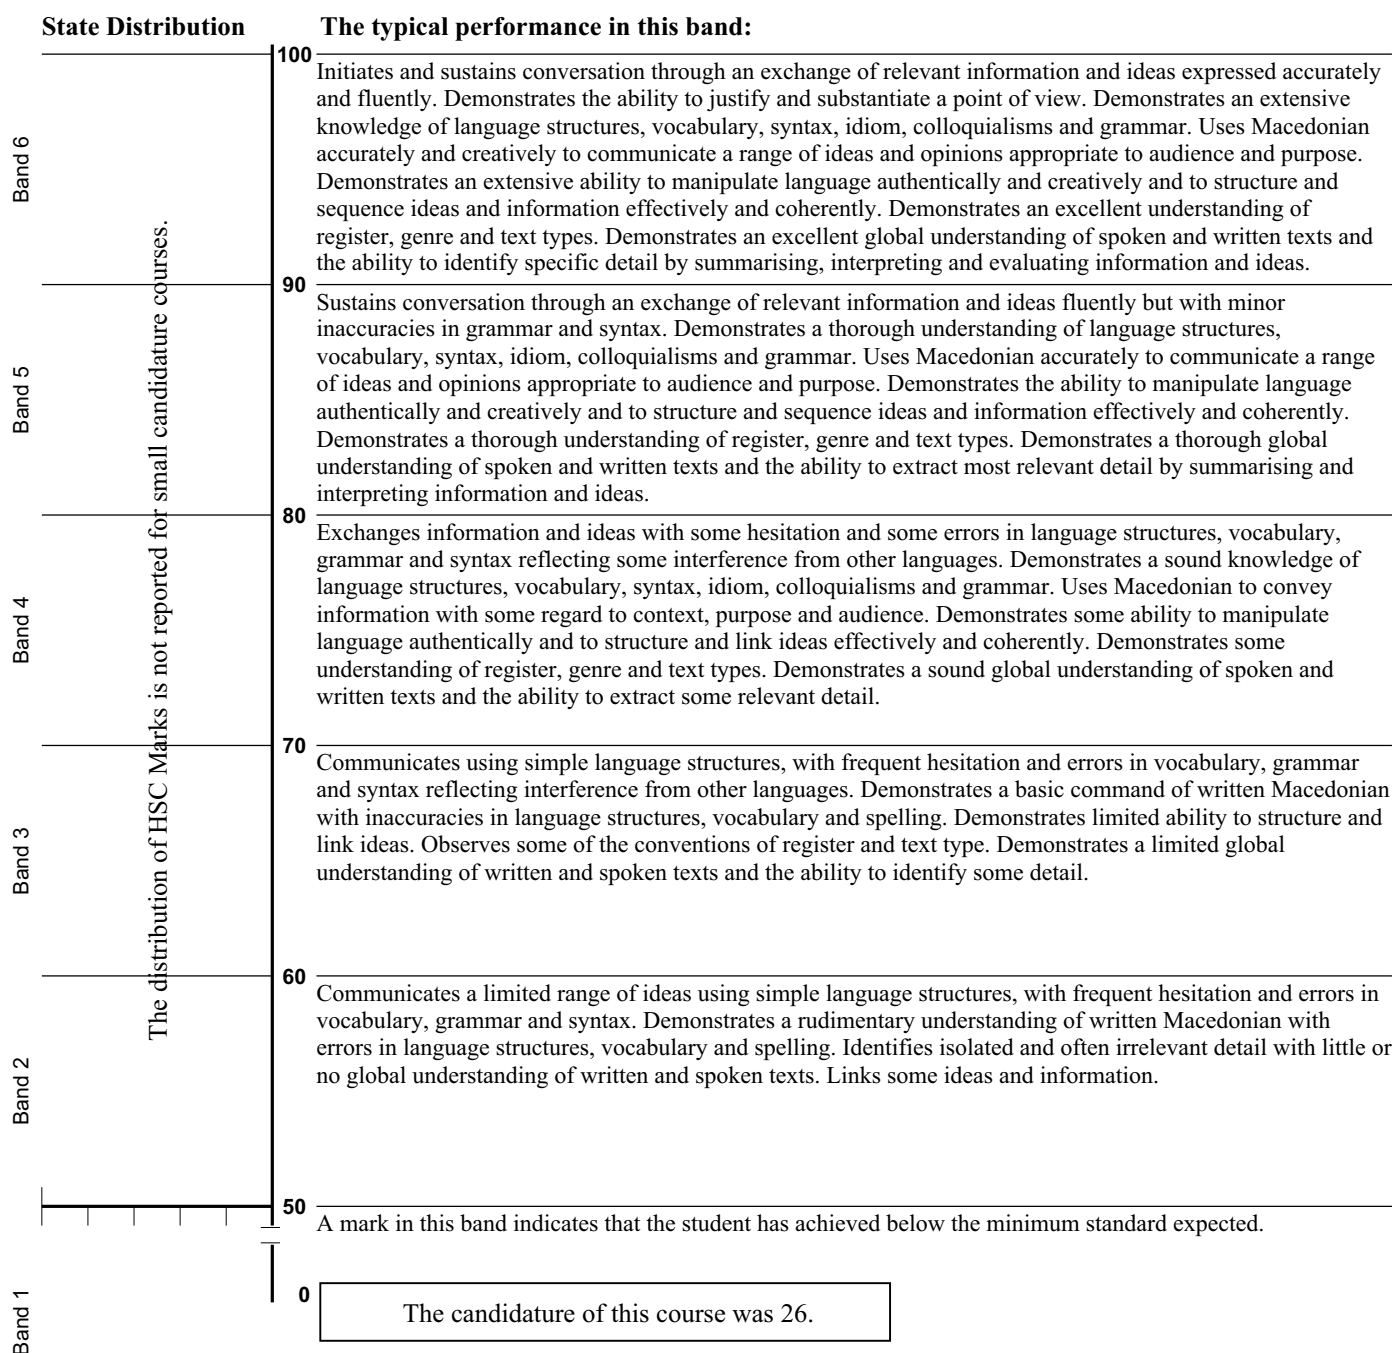 State Distribution
The typical performance in this band:
100
Band 6
Initiates and sustains conversation through an exchange of relevant information and ideas expressed accurately
and fluently. Demonstrates the ability to justify and substantiate a point of view. Demonstrates an extensive
knowledge of language structures, vocabulary, syntax, idiom, colloquialisms and grammar. Uses Macedonian
accurately and creatively to communicate a range of ideas and opinions appropriate to audience and purpose.
Demonstrates an extensive ability to manipulate language authentically and creatively and to structure and
sequence ideas and information effectively and coherently. Demonstrates an excellent understanding of
register, genre and text types. Demonstrates an excellent global understanding of spoken and written texts and
the ability to identify specific detail by summarising, interpreting and evaluating information and ideas.
The distribution of HSC Marks is not reported for small candidature courses.
90
Band 5
Sustains conversation through an exchange of relevant information and ideas fluently but with minor
inaccuracies in grammar and syntax. Demonstrates a thorough understanding of language structures,
vocabulary, syntax, idiom, colloquialisms and grammar. Uses Macedonian accurately to communicate a range
of ideas and opinions appropriate to audience and purpose. Demonstrates the ability to manipulate language
authentically and creatively and to structure and sequence ideas and information effectively and coherently.
Demonstrates a thorough understanding of register, genre and text types. Demonstrates a thorough global
understanding of spoken and written texts and the ability to extract most relevant detail by summarising and
interpreting information and ideas.
80
Band 4
Exchanges information and ideas with some hesitation and some errors in language structures, vocabulary,
grammar and syntax reflecting some interference from other languages. Demonstrates a sound knowledge of
language structures, vocabulary, syntax, idiom, colloquialisms and grammar. Uses Macedonian to convey
information with some regard to context, purpose and audience. Demonstrates some ability to manipulate
language authentically and to structure and link ideas effectively and coherently. Demonstrates some
understanding of register, genre and text types. Demonstrates a sound global understanding of spoken and
written texts and the ability to extract some relevant detail.
70
Band 3
Communicates using simple language structures, with frequent hesitation and errors in vocabulary, grammar
and syntax reflecting interference from other languages. Demonstrates a basic command of written Macedonian
with inaccuracies in language structures, vocabulary and spelling. Demonstrates limited ability to structure and
link ideas. Observes some of the conventions of register and text type. Demonstrates a limited global
understanding of written and spoken texts and the ability to identify some detail.
60
Band 2
Communicates a limited range of ideas using simple language structures, with frequent hesitation and errors in
vocabulary, grammar and syntax. Demonstrates a rudimentary understanding of written Macedonian with
errors in language structures, vocabulary and spelling. Identifies isolated and often irrelevant detail with little or
no global understanding of written and spoken texts. Links some ideas and information.
50
A mark in this band indicates that the student has achieved below the minimum standard expected.
Band 1
0
The candidature of this course was 26.